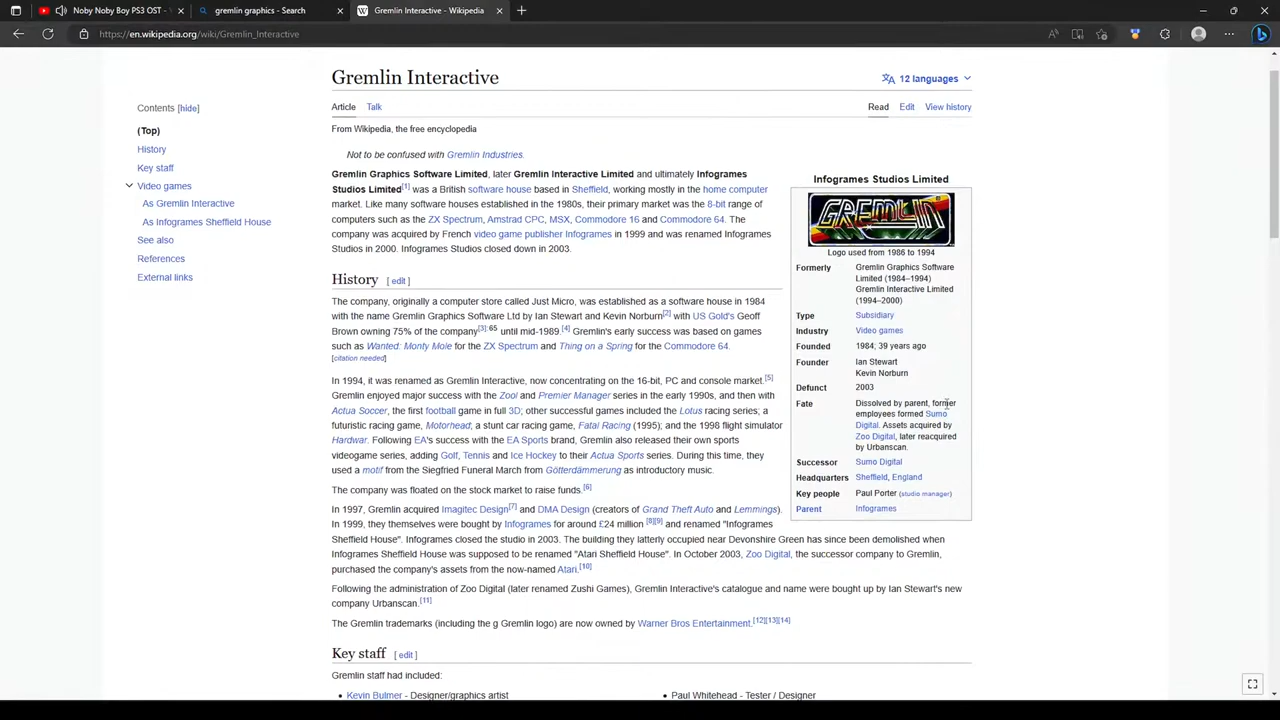 Noby Noby Boy PS3 OST -
gremlin graphics - Search
Gremlin Interactive - Wikipedia
https://en.wikipedia.org/wiki/Gremlin_Interactive
Gremlin Interactive
12 languages
Article Talk
Read Edit View history
From Wikipedia, the free encyclopedia
Contents [hide]
(Top)
History
Key staff
Video games
As Gremlin Interactive
As Infogrames Sheffield House
See also
References
External links
Not to be confused with Gremlin Industries.
Gremlin Graphics Software Limited, later Gremlin Interactive Limited and ultimately Infogrames
Studios Limited[1] was a British software house based in Sheffield, working mostly in the home computer
market. Like many software houses established in the 1980s, their primary market was the 8-bit range of
computers such as the ZX Spectrum, Amstrad CPC, MSX, Commodore 16 and Commodore 64. The
company was acquired by French video game publisher Infogrames in 1999 and was renamed Infogrames
Studios in 2000. Infogrames Studios closed down in 2003.
Infogrames Studios Limited
GREMLIN
Logo used from 1986 to 1994
Formerly Gremlin Graphics Software
Limited (1984–1994)
Gremlin Interactive Limited
(1994–2000)
Type Subsidiary
Industry Video games
Founded 1984; 39 years ago
Founder Ian Stewart
Kevin Norburn
Defunct 2003
Fate Dissolved by parent, former
employees formed Sumo
Digital. Assets acquired by
Zoo Digital, later reacquired
by Urbanscan.
Successor Sumo Digital
Headquarters Sheffield, England
Key people Paul Porter (studio manager)
Parent Infogrames
History [ edit ]
The company, originally a computer store called Just Micro, was established as a software house in 1984
with the name Gremlin Graphics Software Ltd by Ian Stewart and Kevin Norburn[2] with US Gold's Geoff
Brown owning 75% of the company[3]: 65 until mid-1989.[4] Gremlin's early success was based on games
such as Wanted: Monty Mole for the ZX Spectrum and Thing on a Spring for the Commodore 64.
[citation needed]
In 1994, it was renamed as Gremlin Interactive, now concentrating on the 16-bit, PC and console market.[5]
Gremlin enjoyed major success with the Zool and Premier Manager series in the early 1990s, and then with
Actua Soccer, the first football game in full 3D; other successful games included the Lotus racing series; a
futuristic racing game, Motorhead; a stunt car racing game, Fatal Racing (1995); and the 1998 flight simulator
Hardwar. Following EA's success with the EA Sports brand, Gremlin also released their own sports
videogame series, adding Golf, Tennis and Ice Hockey to their Actua Sports series. During this time, they
used a motif from the Siegfried Funeral March from Götterdämmerung as introductory music.
The company was floated on the stock market to raise funds.[6]
In 1997, Gremlin acquired Imagitec Design[7] and DMA Design (creators of Grand Theft Auto and Lemmings).
In 1999, they themselves were bought by Infogrames for around £24 million [8][9] and renamed "Infogrames
Sheffield House". Infogrames closed the studio in 2003. The building they latterly occupied near Devonshire Green has since been demolished when
Infogrames Sheffield House was supposed to be renamed "Atari Sheffield House". In October 2003, Zoo Digital, the successor company to Gremlin,
purchased the company's assets from the now-named Atari.[10]
Following the administration of Zoo Digital (later renamed Zushi Games), Gremlin Interactive's catalogue and name were bought up by Ian Stewart's new
company Urbanscan.[11]
The Gremlin trademarks (including the g Gremlin logo) are now owned by Warner Bros Entertainment.[12][13][14]
Key staff [ edit ]
Gremlin staff had included:
• Kevin Bulmer - Designer/graphics artist
• Paul Whitehead - Tester / Designer